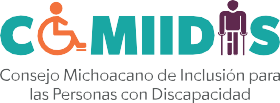 COMIIDIS
Consejo Michoacano de Inclusión para
las Personas con Discapacidad